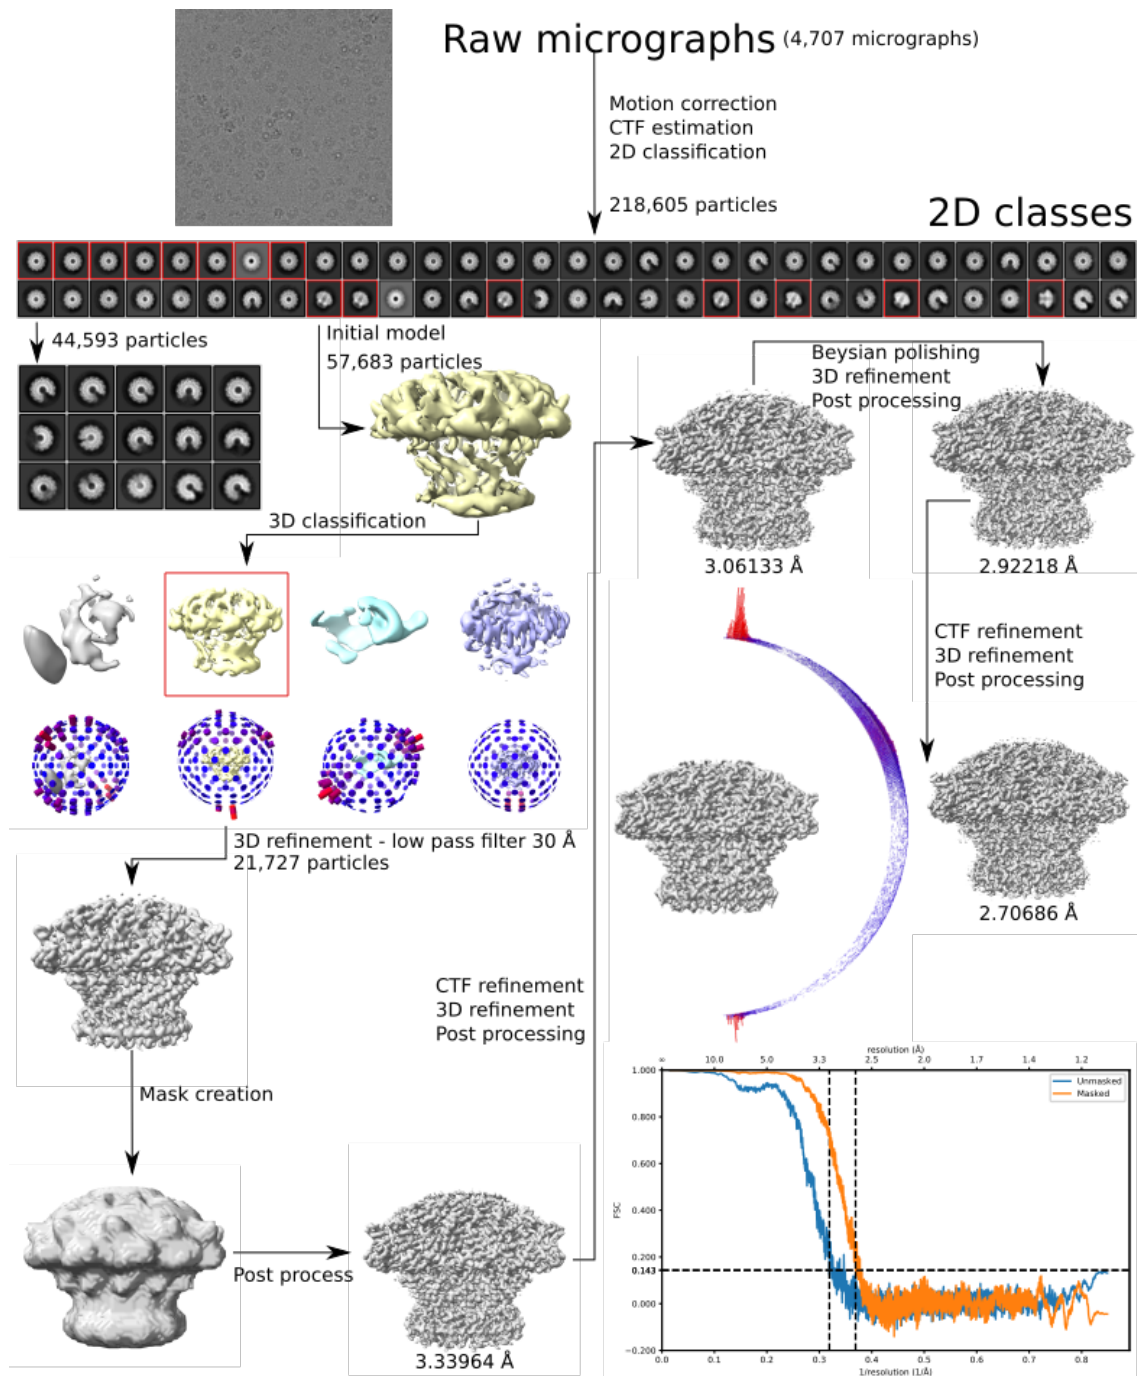 Raw micrographs (4,707 micrographs)
Motion correction
CTF estimation
2D classification
218,605 particles
2D classes
44,593 particles
Initial model
57,683 particles
3D classification
Beysian polishing
3D refinement
Post processing
3.06133 Å
2.92218 Å
CTF refinement
3D refinement
Post processing
2.70686 Å
3D refinement - low pass filter 30 Å
21,727 particles
Mask creation
Post process
3.33964 Å
CTF refinement
3D refinement
Post processing
resolution (Å)
∞ 10.0 5.0 3.3 2.5 2.0 1.7 1.4 1.2
Unmasked
Masked
FSC
1.000
0.800
0.600
0.400
0.200
0.143
0.000
−0.200
0.0 0.1 0.2 0.3 0.4 0.5 0.6 0.7 0.8
1/resolution (1/Å)